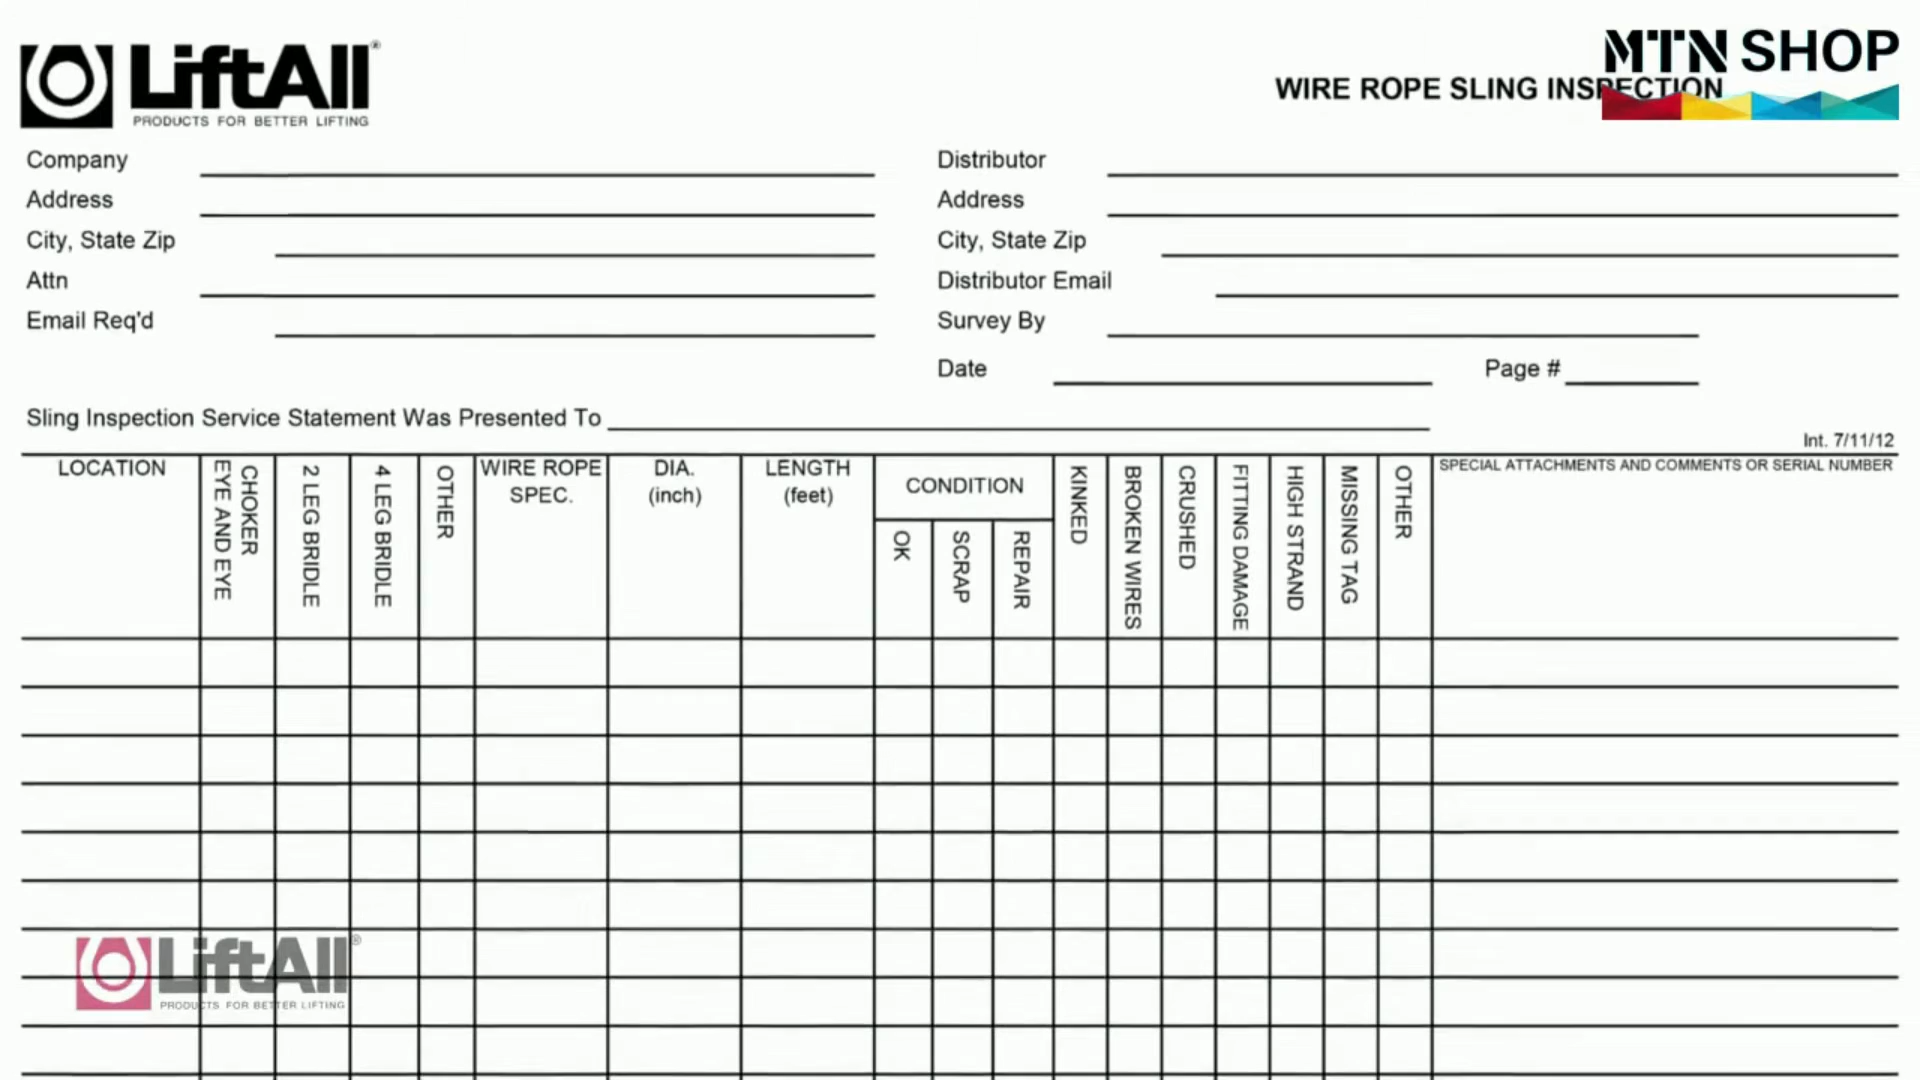 LiftAll®
PRODUCTS FOR BETTER LIFTING
MTN SHOP
WIRE ROPE SLING INSPECTION
Company
Distributor
Address
Address
City, State Zip
City, State Zip
Attn
Distributor Email
Email Req'd
Survey By
Date
Page #
Sling Inspection Service Statement Was Presented To
Int. 7/11/12
LOCATION
CHOKER
EYE AND EYE
2 LEG BRIDLE
4 LEG BRIDLE
OTHER
WIRE ROPE
SPEC.
DIA.
(inch)
LENGTH
(feet)
CONDITION
OK
SCRAP
REPAIR
KINKED
BROKEN WIRES
CRUSHED
FITTING DAMAGE
HIGH STRAND
MISSING TAG
OTHER
SPECIAL ATTACHMENTS AND COMMENTS OR SERIAL NUMBER
LiftAll®
PRODUCTS FOR BETTER LIFTING